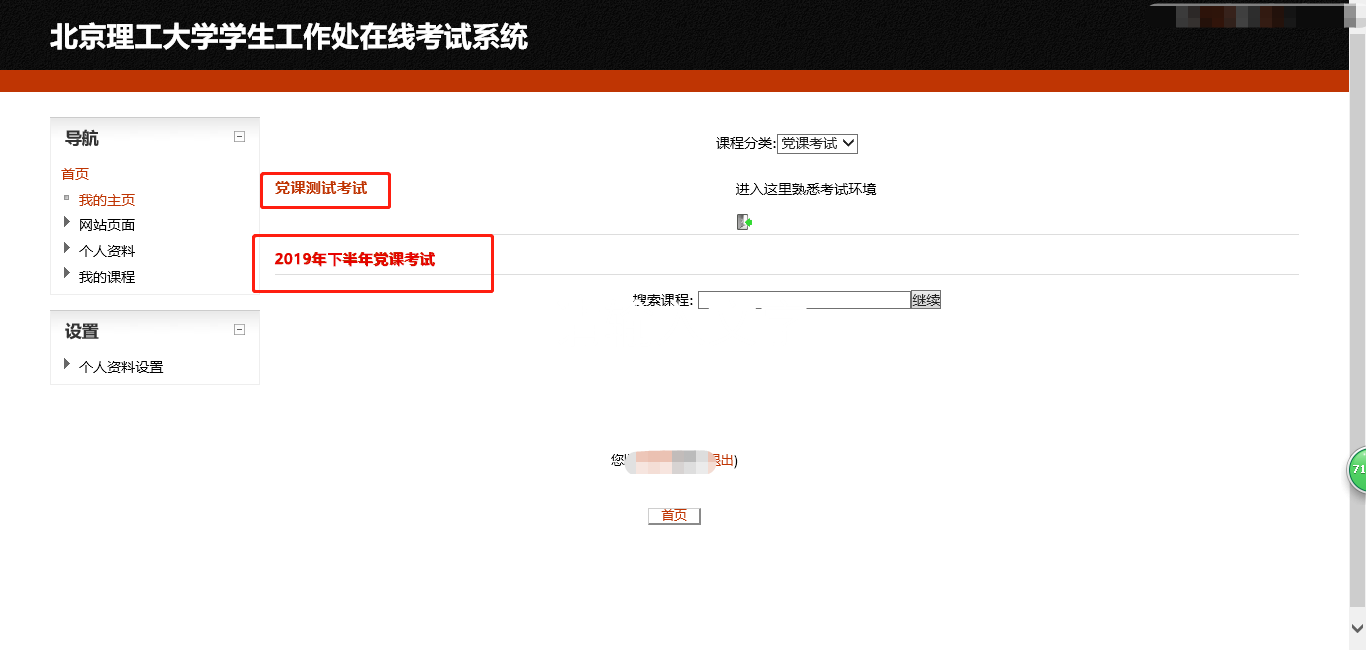 北京理工大学学生工作处在线考试系统
导航
首页
我的主页
网站页面
个人资料
我的课程
设置
个人资料设置
课程分类: 党课考试
党课测试考试
进入这里熟悉考试环境
2019年下半年党课考试
搜索课程: 继续
您 退出)
首页
71